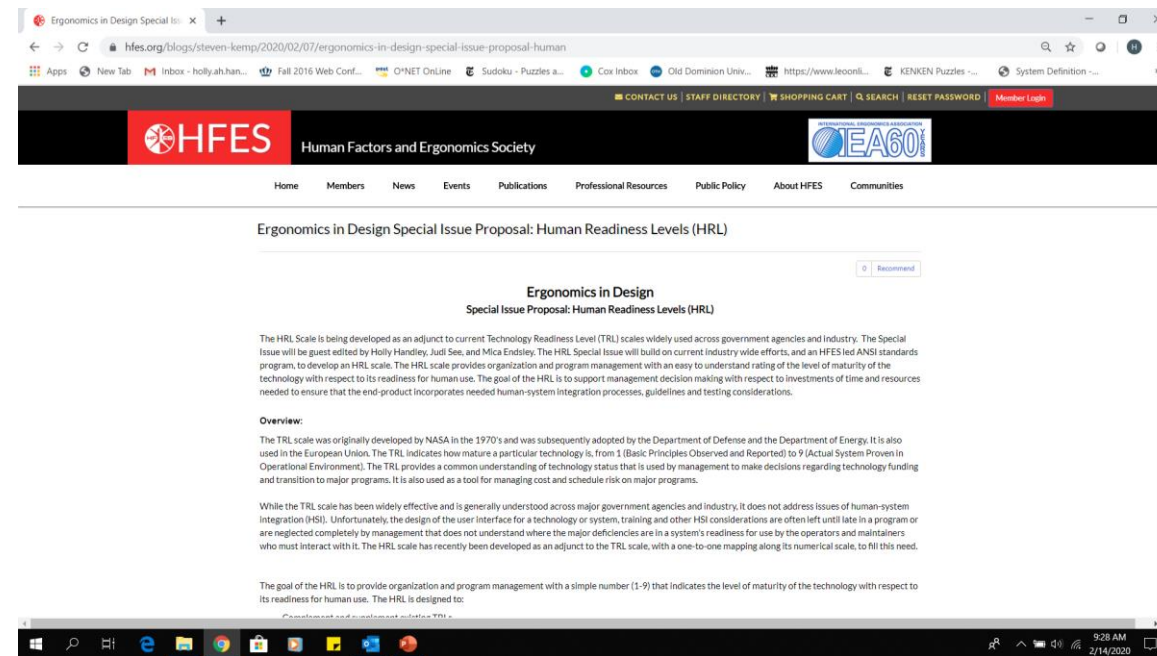 Ergonomics in Design Special Iss
hfes.org/blogs/steven-kemp/2020/02/07/ergonomics-in-design-special-issue-proposal-human
H
Apps New Tab Inbox - holly.ah.han... Fall 2016 Web Conf... O*NET OnLine Sudoku - Puzzles a... Cox Inbox Old Dominion Univ... https://www.leoonli... KENKEN Puzzles -... System Definition -...
CONTACT US | STAFF DIRECTORY | SHOPPING CART | SEARCH | RESET PASSWORD | Member Login
HFES Human Factors and Ergonomics Society
INTERNATIONAL ERGONOMICS ASSOCIATION
IEA60 YEARS
Home Members News Events Publications Professional Resources Public Policy About HFES Communities
Ergonomics in Design Special Issue Proposal: Human Readiness Levels (HRL)
0 Recommend
Ergonomics in Design
Special Issue Proposal: Human Readiness Levels (HRL)
The HRL Scale is being developed as an adjunct to current Technology Readiness Level (TRL) scales widely used across government agencies and industry. The Special
Issue will be guest edited by Holly Handley, Judi See, and Mica Endsley. The HRL Special Issue will build on current industry wide efforts, and an HFES led ANSI standards
program, to develop an HRL scale. The HRL scale provides organization and program management with an easy to understand rating of the level of maturity of the
technology with respect to its readiness for human use. The goal of the HRL is to support management decision making with respect to investments of time and resources
needed to ensure that the end-product incorporates needed human-system integration processes, guidelines and testing considerations.
Overview:
The TRL scale was originally developed by NASA in the 1970's and was subsequently adopted by the Department of Defense and the Department of Energy. It is also
used in the European Union. The TRL indicates how mature a particular technology is, from 1 (Basic Principles Observed and Reported) to 9 (Actual System Proven in
Operational Environment). The TRL provides a common understanding of technology status that is used by management to make decisions regarding technology funding
and transition to major programs. It is also used as a tool for managing cost and schedule risk on major programs.
While the TRL scale has been widely effective and is generally understood across major government agencies and industry, it does not address issues of human-system
integration (HSI). Unfortunately, the design of the user interface for a technology or system, training and other HSI considerations are often left until late in a program or
are neglected completely by management that does not understand where the major deficiencies are in a system's readiness for use by the operators and maintainers
who must interact with it. The HRL scale has recently been developed as an adjunct to the TRL scale, with a one-to-one mapping along its numerical scale, to fill this need.
The goal of the HRL is to provide organization and program management with a simple number (1-9) that indicates the level of maturity of the technology with respect to
its readiness for human use. The HRL is designed to:
Complement and supplement existing TRLs
9:28 AM
2/14/2020